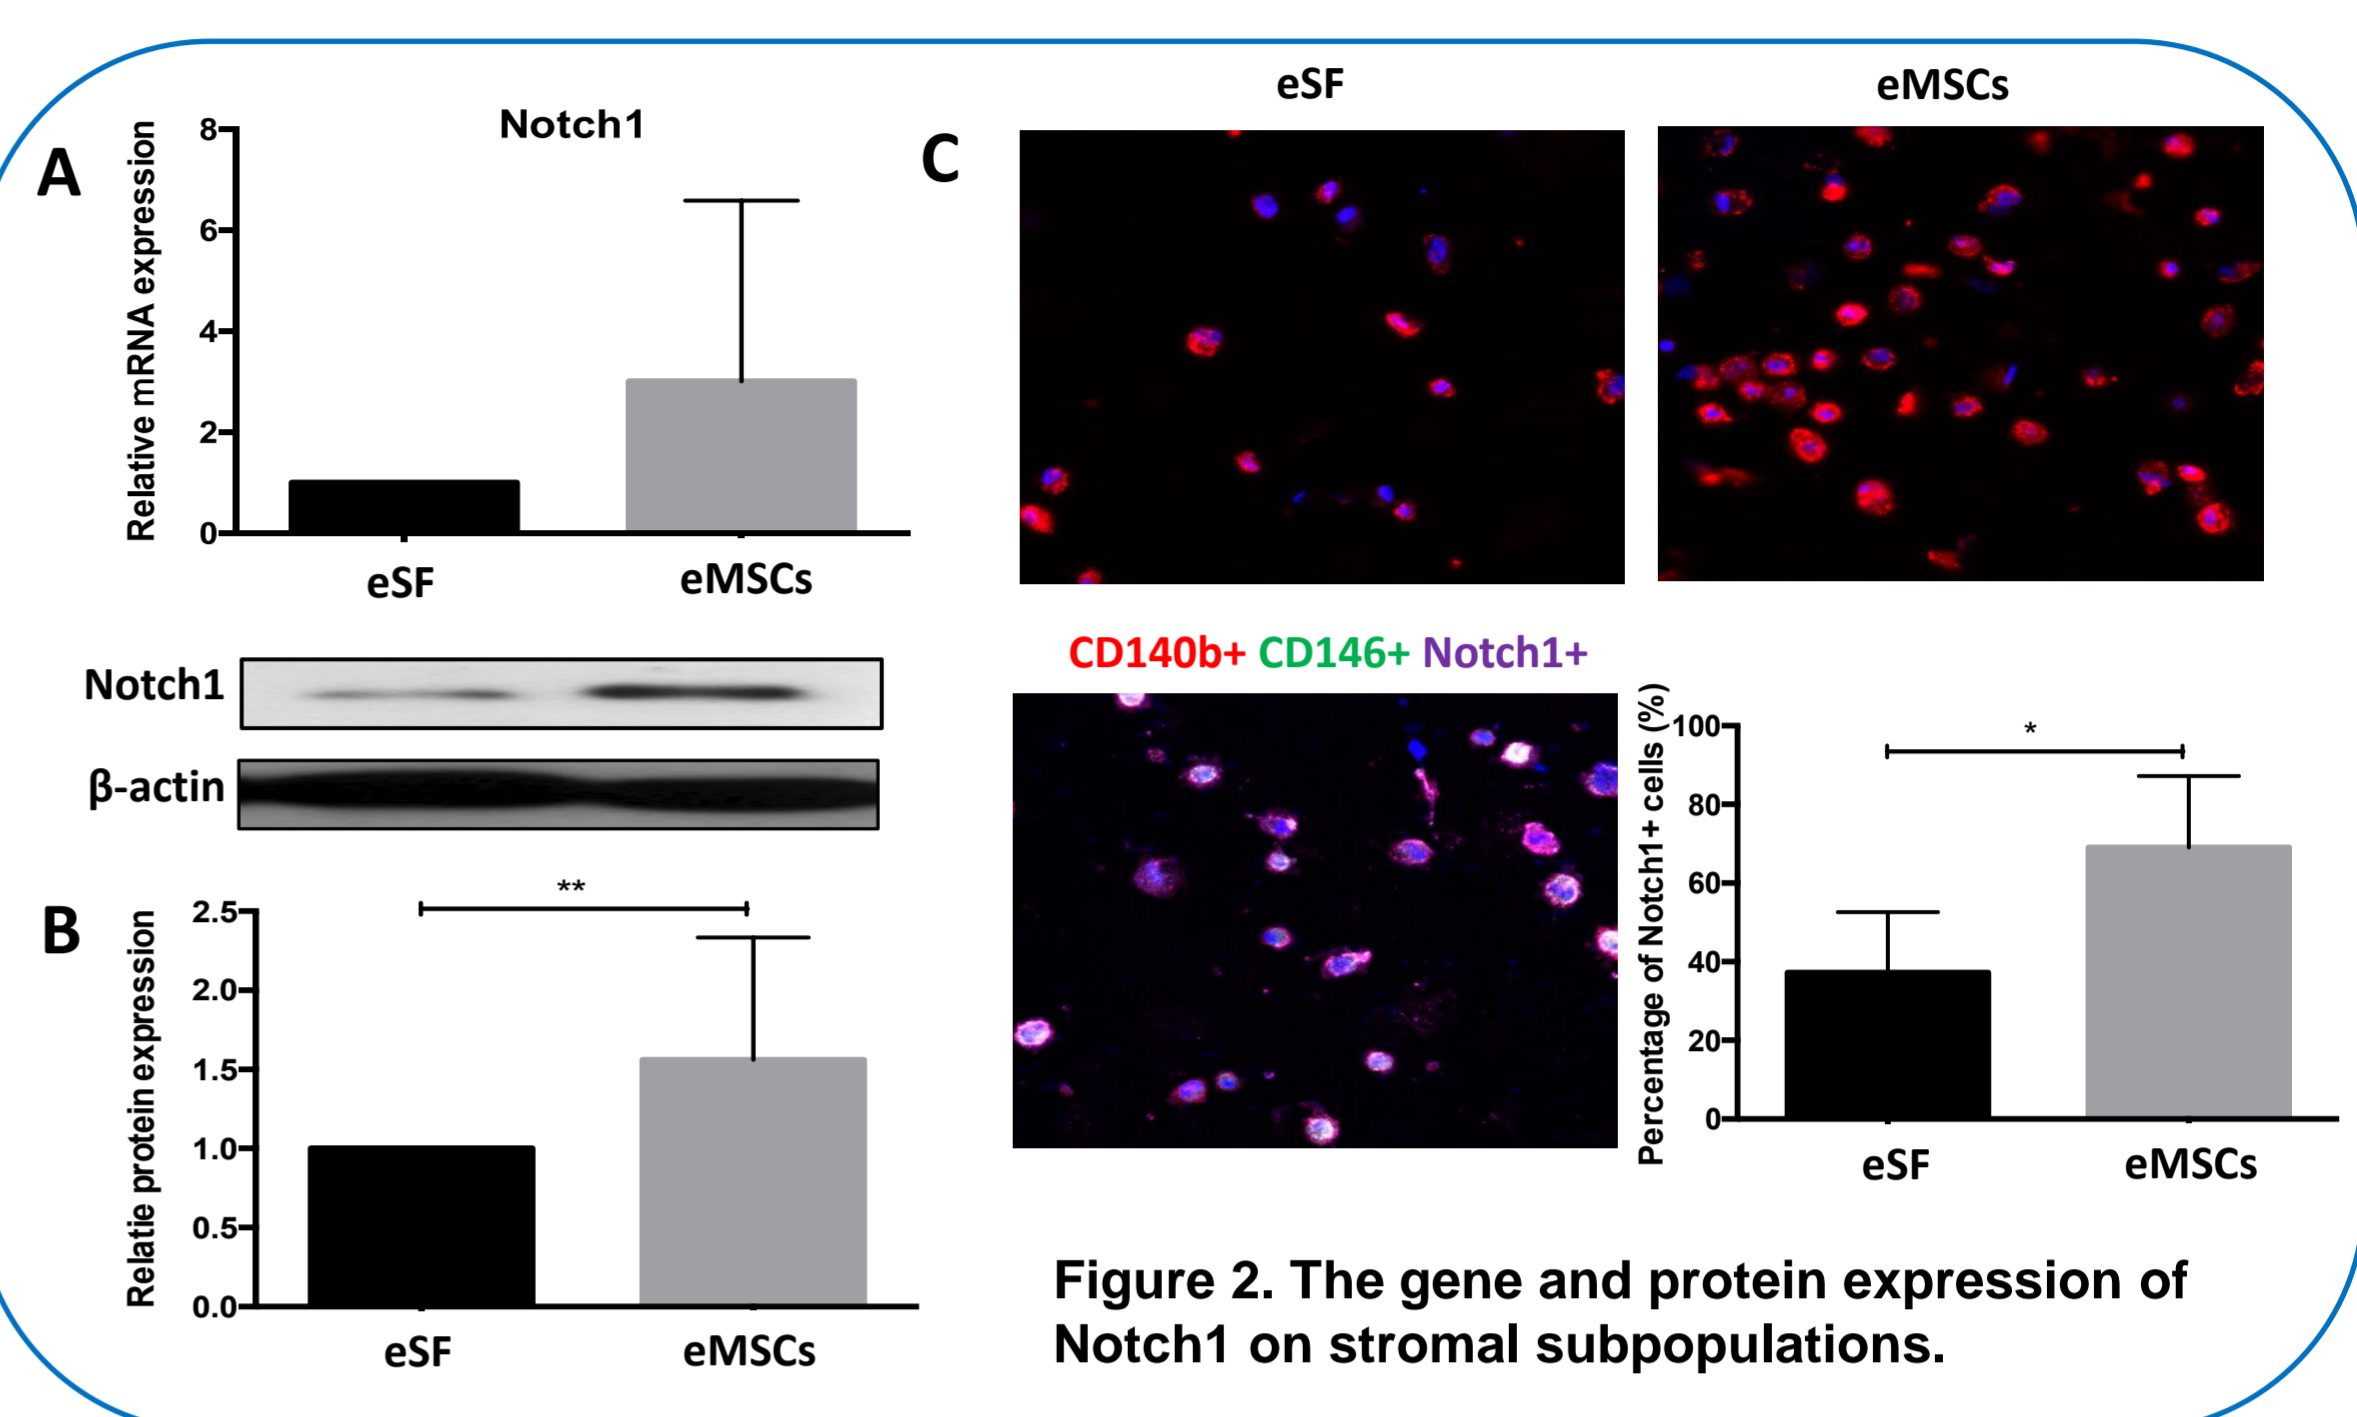 A
Notch1
Relative mRNA expression
8
6
4
2
0
eSF
eMSCs
Notch1
β-actin
B
**
Relatie protein expression
2.5
2.0
1.5
1.0
0.5
0.0
eSF
eMSCs
C
eSF
eMSCs
CD140b+ CD146+ Notch1+
*
Percentage of Notch1+ cells (%)
100
80
60
40
20
0
eSF
eMSCs
Figure 2. The gene and protein expression of
Notch1 on stromal subpopulations.